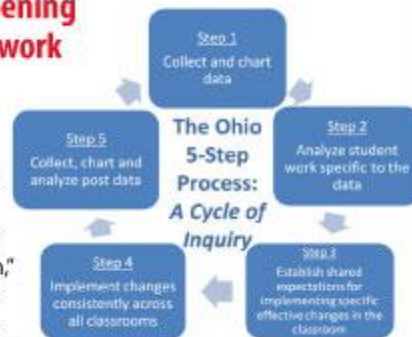 ening
work
Step 1
Collect and chart
data
Step 2
Analyze student
work specific to the
data
Step 3
Establish shared
expectations for
implementing specific
effective changes in the
classroom
Step 4
Implement changes
consistently across
all classrooms
Step 5
Collect, chart and
analyze post data
The Ohio
5-Step
Process:
A Cycle of
Inquiry
,"